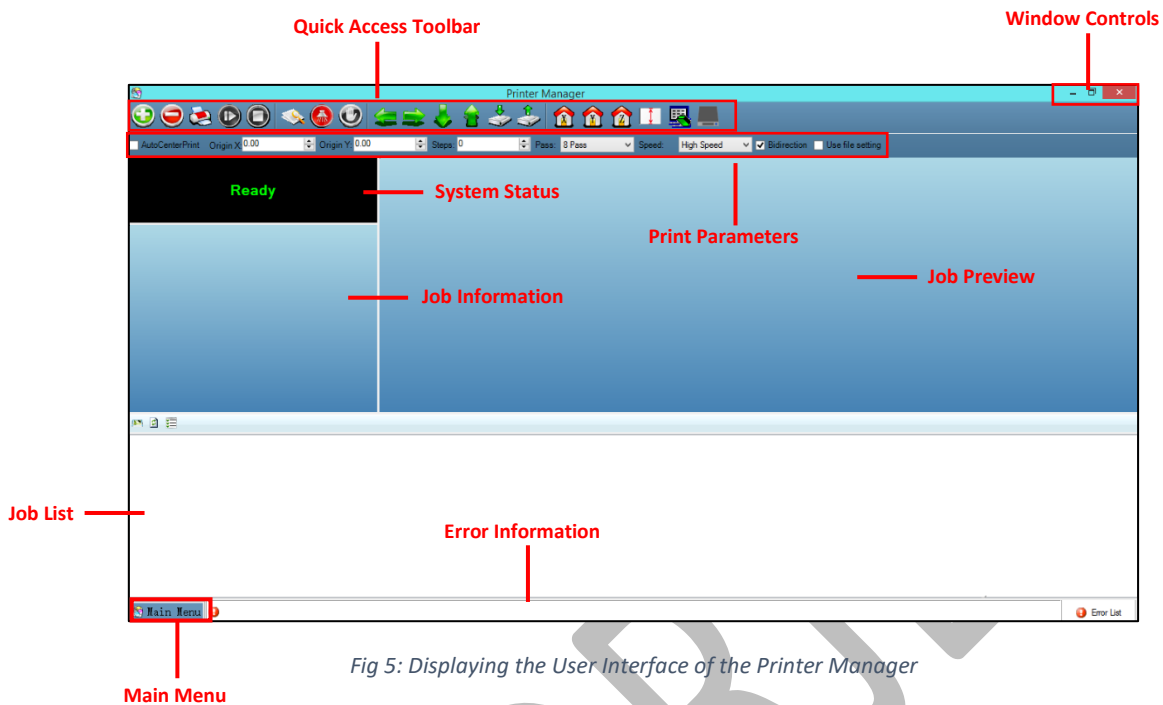 Window Controls
Quick Access Toolbar
Printer Manager
X Y Z
AutoCenterPrint Origin X: 0.00 Origin Y: 0.00 Steps: 0 Pass: 8 Pass Speed: High Speed Bidirection Use file setting
Ready
System Status
Print Parameters
Job Preview
Job Information
Job List
Error Information
Main Menu Error List
Fig 5: Displaying the User Interface of the Printer Manager
Main Menu